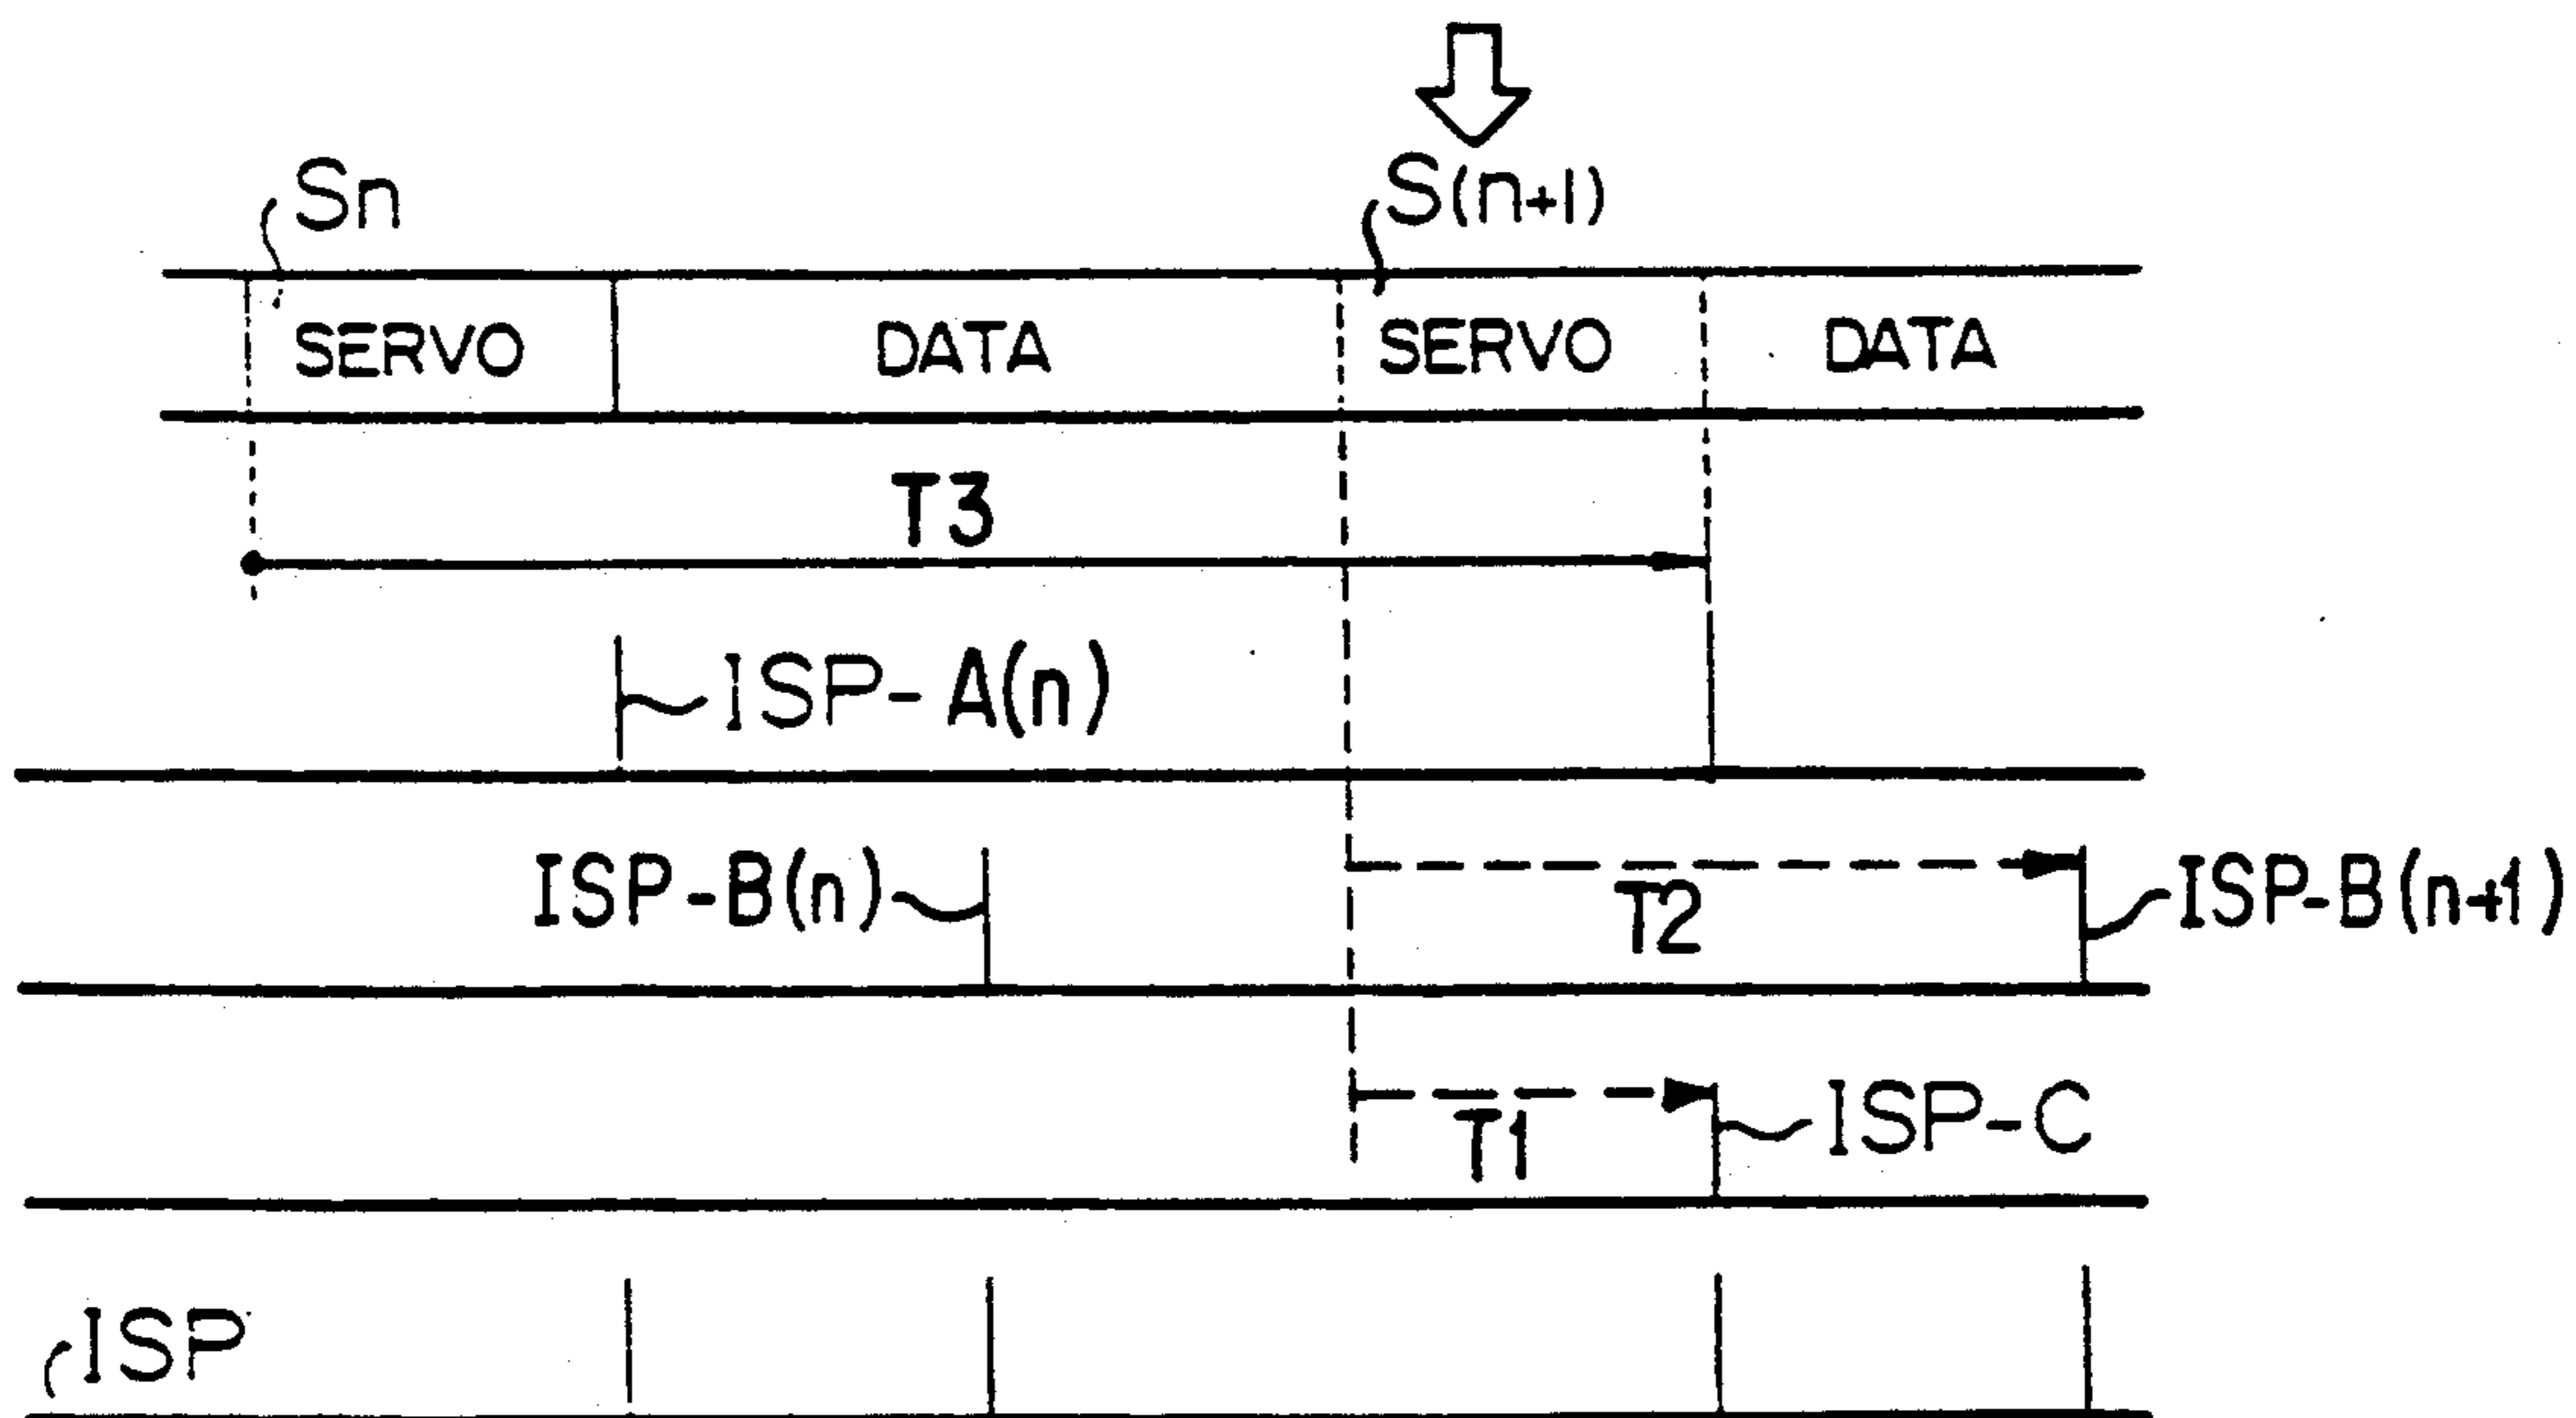 Sn
S(n+1)
SERVO DATA SERVO DATA
T3
ISP-A(n)
ISP-B(n) T2 ISP-B(n+1)
T1 ISP-C
ISP